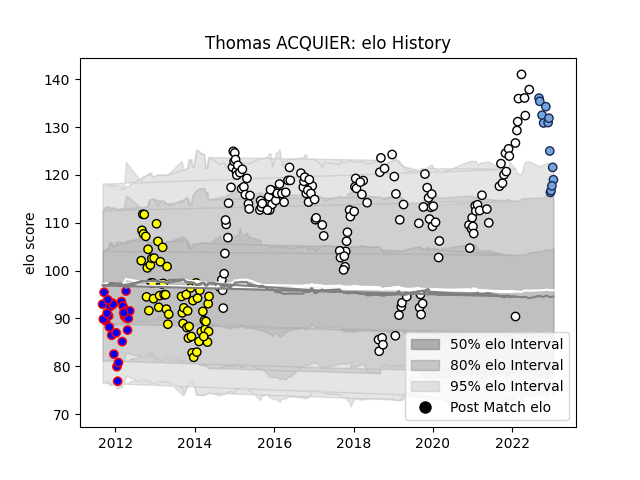 Thomas ACQUIER: elo History
elo score
140
130
120
110
100
90
80
70
2012
2014
2016
2018
2020
2022
50% elo Interval
80% elo Interval
95% elo Interval
Post Match elo